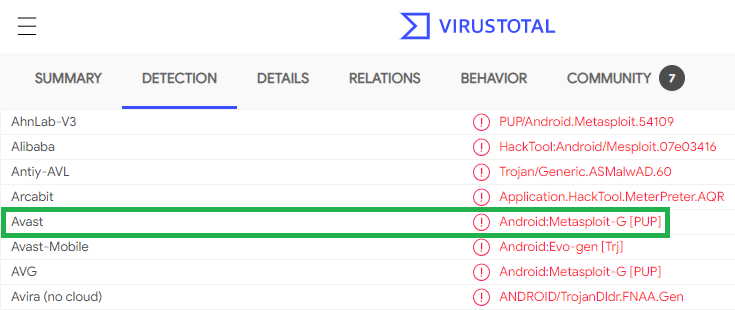 VIRUSTOTAL
SUMMARY DETECTION DETAILS RELATIONS BEHAVIOR COMMUNITY 7
AhnLab-V3 PUP/Android.Metasploit.54109
Alibaba HackTool:Android/Mesploit.07e03416
Antiy-AVL Trojan/Generic.ASMalwAD.60
Arcabit Application.HackTool.MeterPreter.AQR
Avast Android:Metasploit-G [PUP]
Avast-Mobile Android:Evo-gen [Trj]
AVG Android:Metasploit-G [PUP]
Avira (no cloud) ANDROID/TrojanDldr.FNAA.Gen